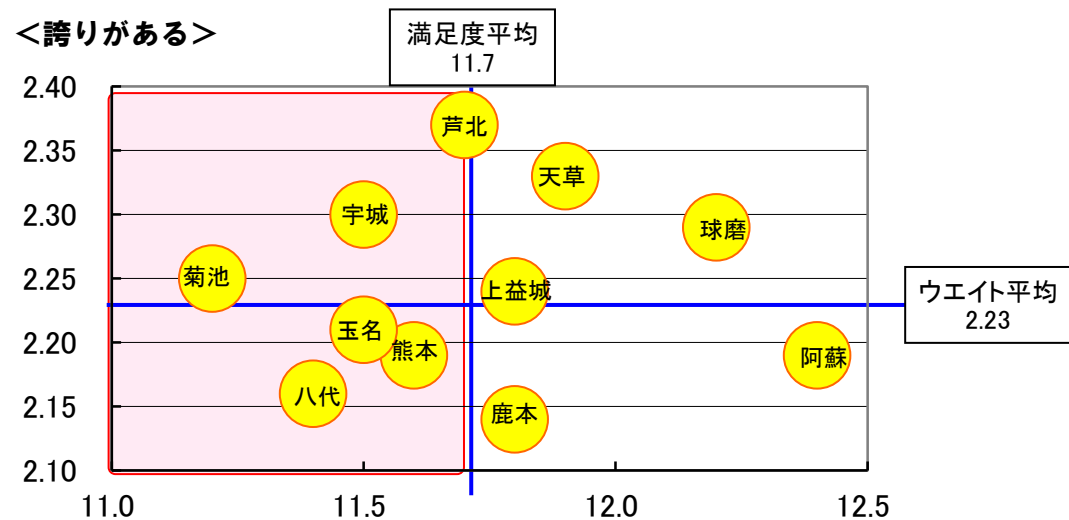 ＜誇りがある＞
満足度平均
11.7
2.40
芦北
2.35
天草
2.30
宇城
球磨
2.25
菊池
上益城
ウエイト平均
2.23
2.20
玉名
熊本
阿蘇
2.15
八代
鹿本
2.10
11.0
11.5
12.0
12.5